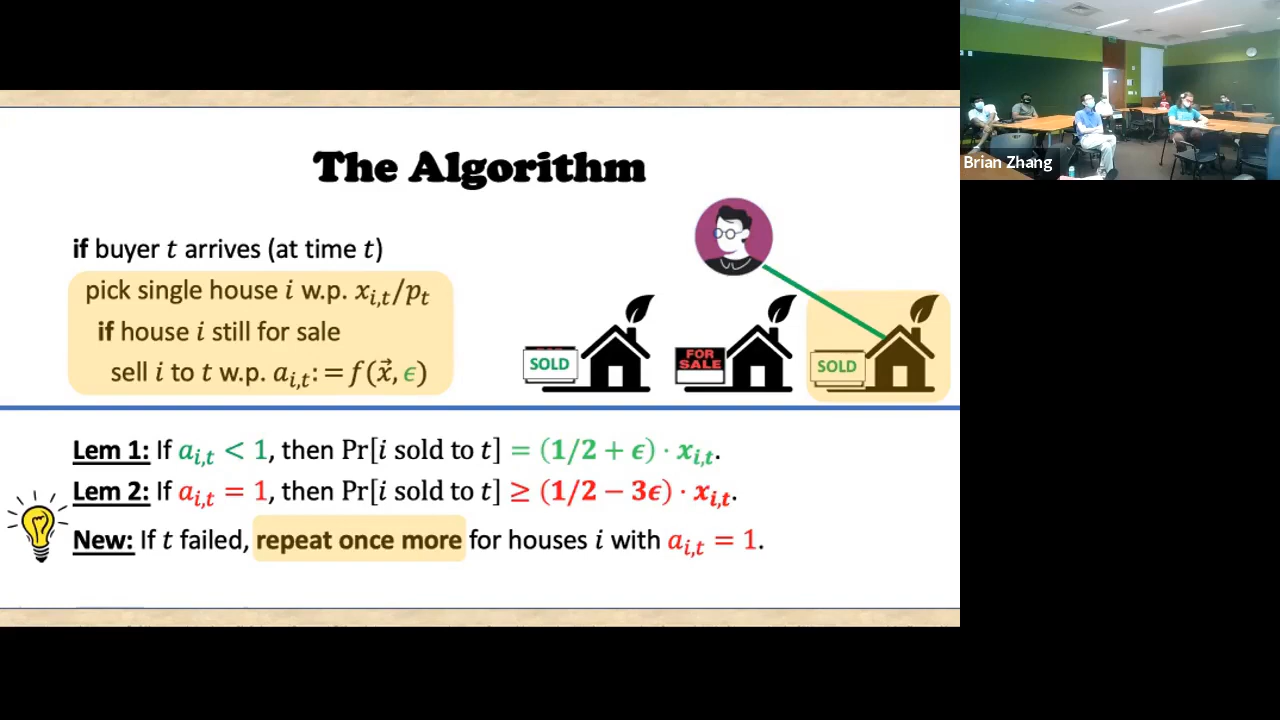 The Algorithm
if buyer t arrives (at time t)
pick single house i w.p. x_{i,t}/p_t
if house i still for sale
sell i to t w.p. a_{i,t} := f(x⃗, ϵ)
SOLD
FOR SALE
SOLD
Lem 1: If a_{i,t} < 1, then Pr[i sold to t] = (1/2 + ϵ) · x_{i,t}.
Lem 2: If a_{i,t} = 1, then Pr[i sold to t] ≥ (1/2 − 3ϵ) · x_{i,t}.
New: If t failed, repeat once more for houses i with a_{i,t} = 1.
Brian Zhang